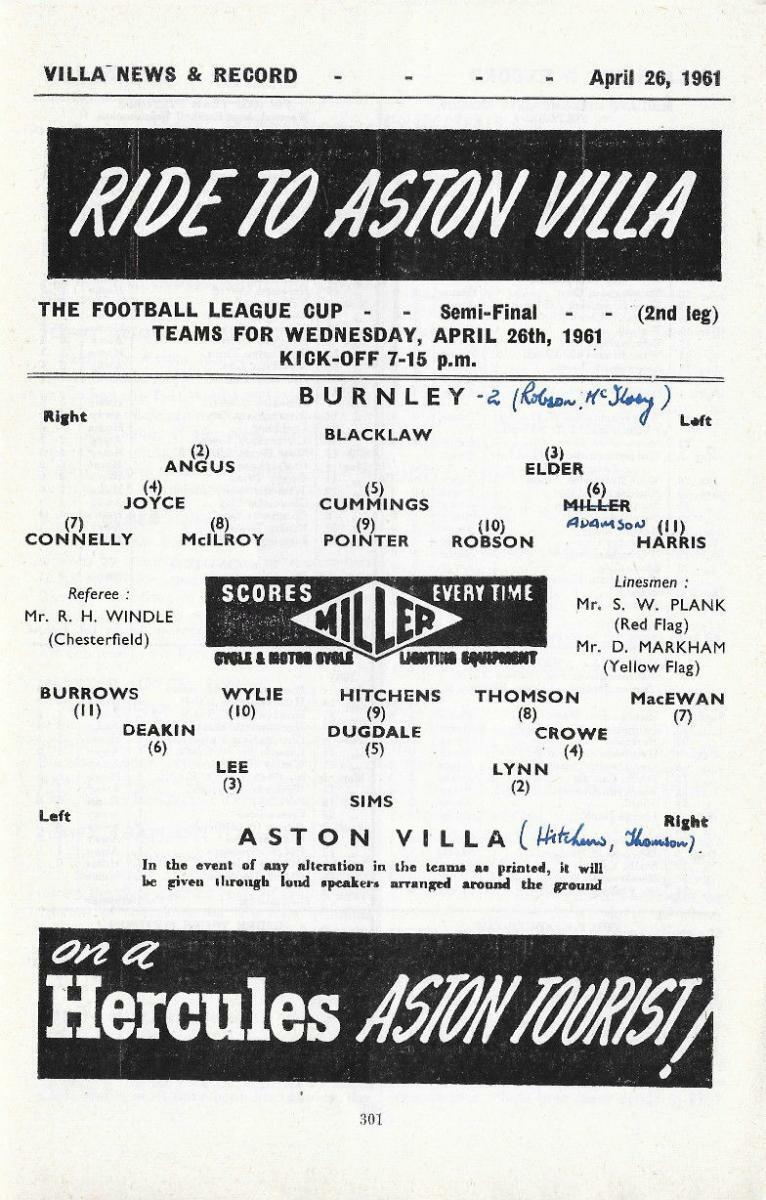 VILLA NEWS & RECORD - - - - April 26, 1961
RIDE TO ASTON VILLA
THE FOOTBALL LEAGUE CUP - - Semi-Final - - (2nd leg)
TEAMS FOR WEDNESDAY, APRIL 26th, 1961
KICK-OFF 7-15 p.m.
BURNLEY - 2 (Robson, McIlroy)
Right Left
BLACKLAW
(2) (3)
ANGUS ELDER
(4) (5) (6)
JOYCE CUMMINGS MILLER
ADAMSON
(7) (8) (9) (10) (11)
CONNELLY McILROY POINTER ROBSON HARRIS
Referee :
Mr. R. H. WINDLE
(Chesterfield)
SCORES EVERY TIME
MILLER
CYCLE & MOTOR CYCLE LIGHTING EQUIPMENT
Linesmen :
Mr. S. W. PLANK
(Red Flag)
Mr. D. MARKHAM
(Yellow Flag)
BURROWS WYLIE HITCHENS THOMSON MacEWAN
(11) (10) (9) (8) (7)
DEAKIN DUGDALE CROWE
(6) (5) (4)
LEE LYNN
(3) (2)
SIMS
Left Right
ASTON VILLA (Hitchens, Thomson).
In the event of any alteration in the teams as printed, it will
be given through loud speakers arranged around the ground
on a
Hercules ASTON TOURIST!
301